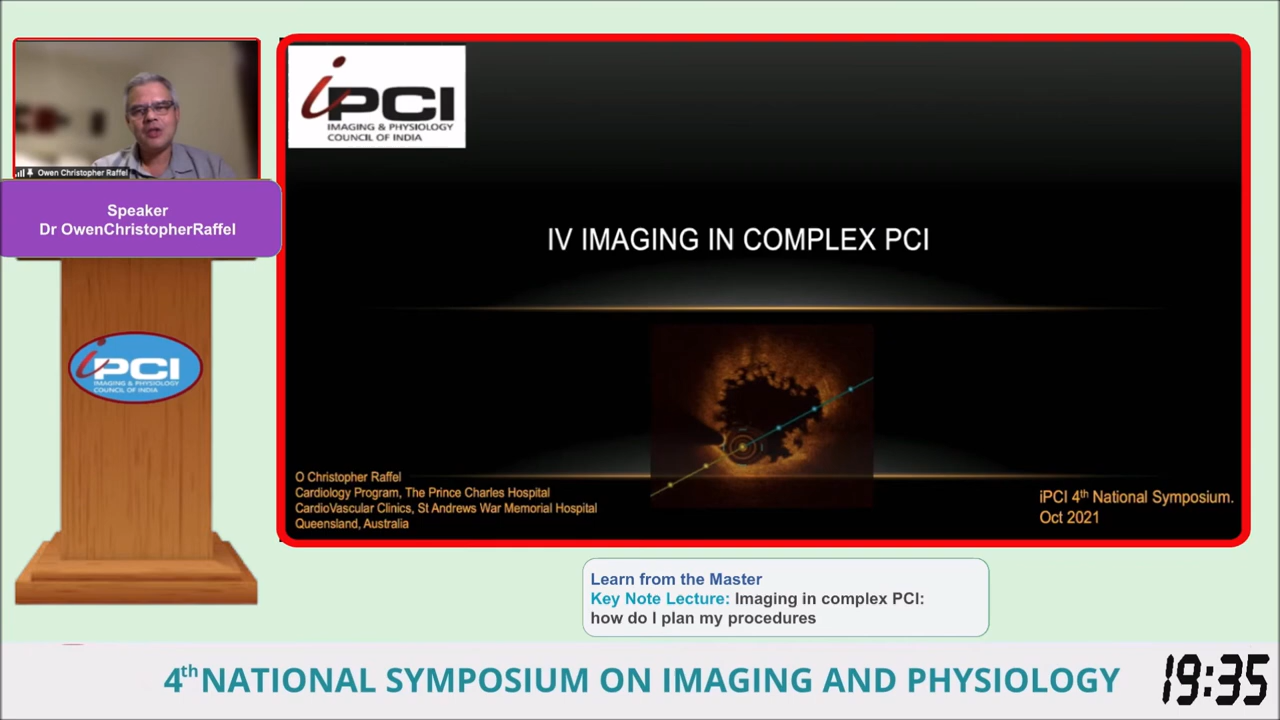 Owen Christopher Raffel
Speaker
Dr OwenChristopherRaffel
iPCI
IMAGING & PHYSIOLOGY
COUNCIL OF INDIA
iPCI
IMAGING & PHYSIOLOGY
COUNCIL OF INDIA
IV IMAGING IN COMPLEX PCI
O Christopher Raffel
Cardiology Program, The Prince Charles Hospital
CardioVascular Clinics, St Andrews War Memorial Hospital
Queensland, Australia
iPCI 4th National Symposium.
Oct 2021
Learn from the Master
Key Note Lecture: Imaging in complex PCI:
how do I plan my procedures
4th NATIONAL SYMPOSIUM ON IMAGING AND PHYSIOLOGY
19:35